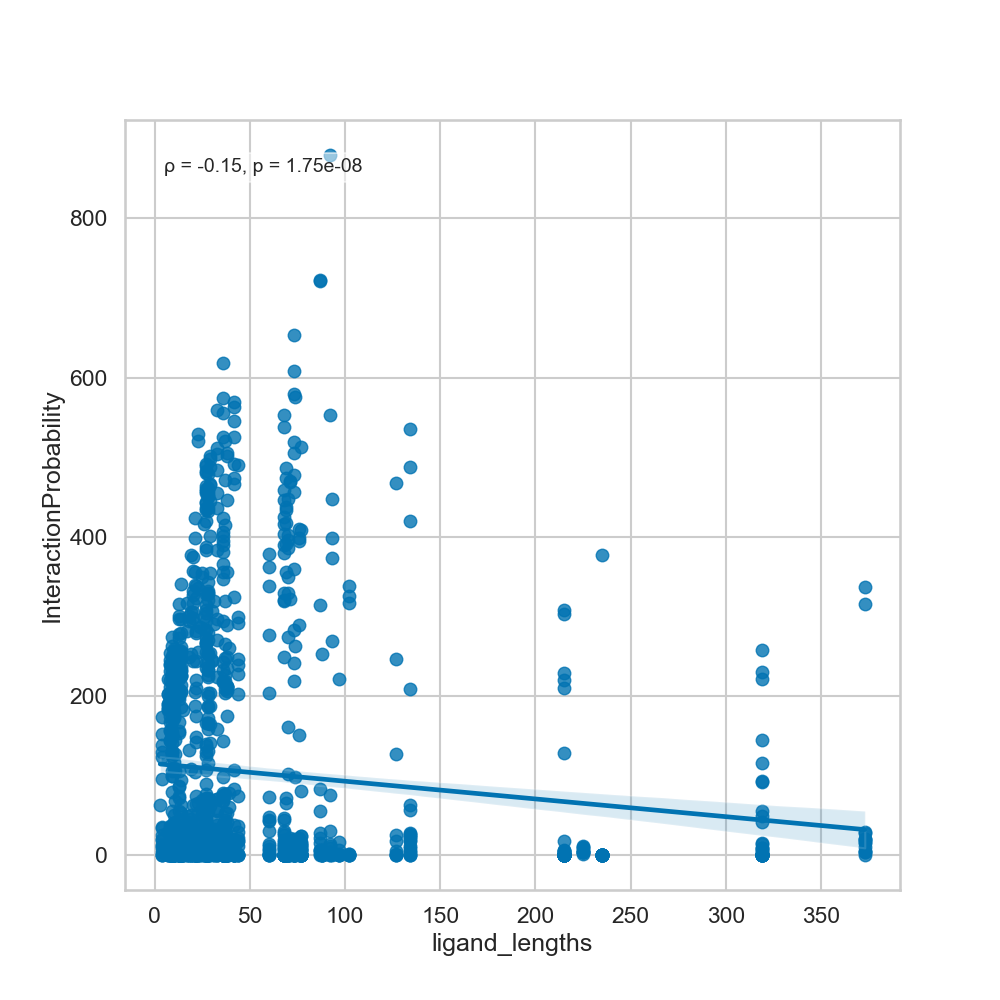 ρ = -0.15, p = 1.75e-08
InteractionProbability
800
600
400
200
0
0 50 100 150 200 250 300 350
ligand_lengths